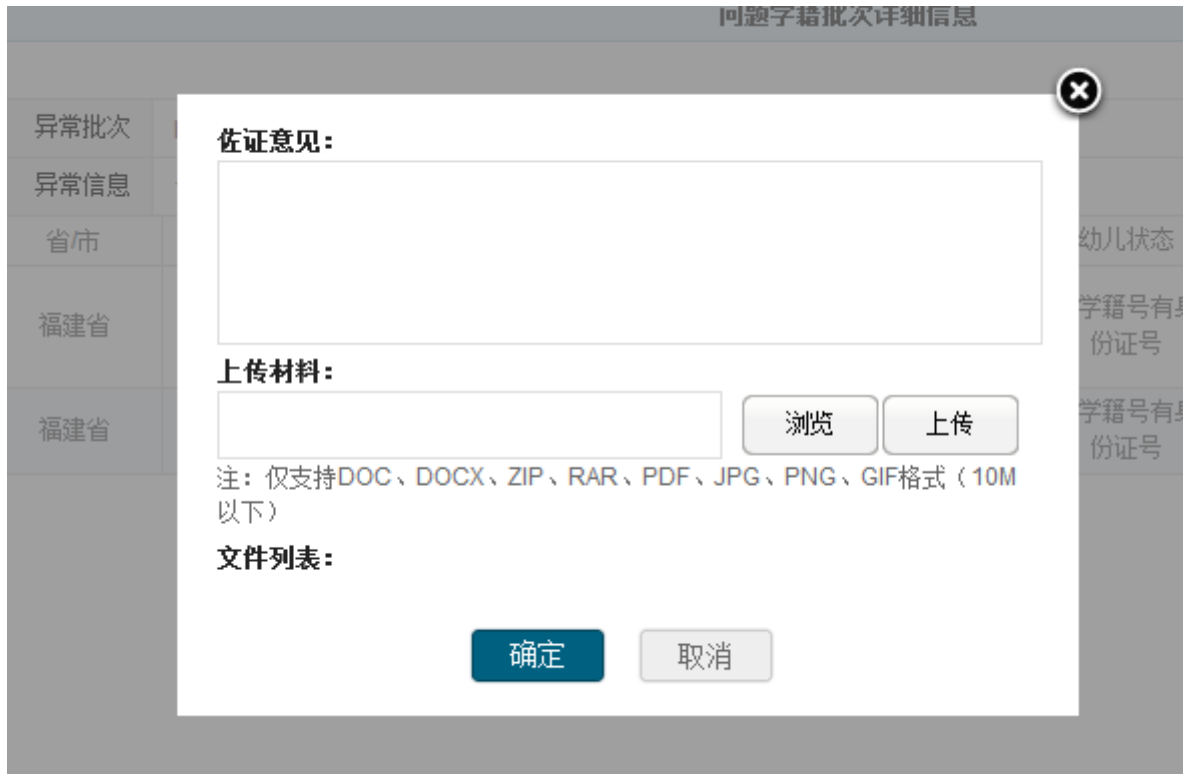 问题学籍批次详细信息
异常批次
佐证意见：
异常信息
省/市
幼儿状态
福建省
学籍号有
份证号
上传材料：
浏览
上传
福建省
学籍号有
份证号
注：仅支持DOC、DOCX、ZIP、RAR、PDF、JPG、PNG、GIF格式（10M
以下）
文件列表：
确定
取消